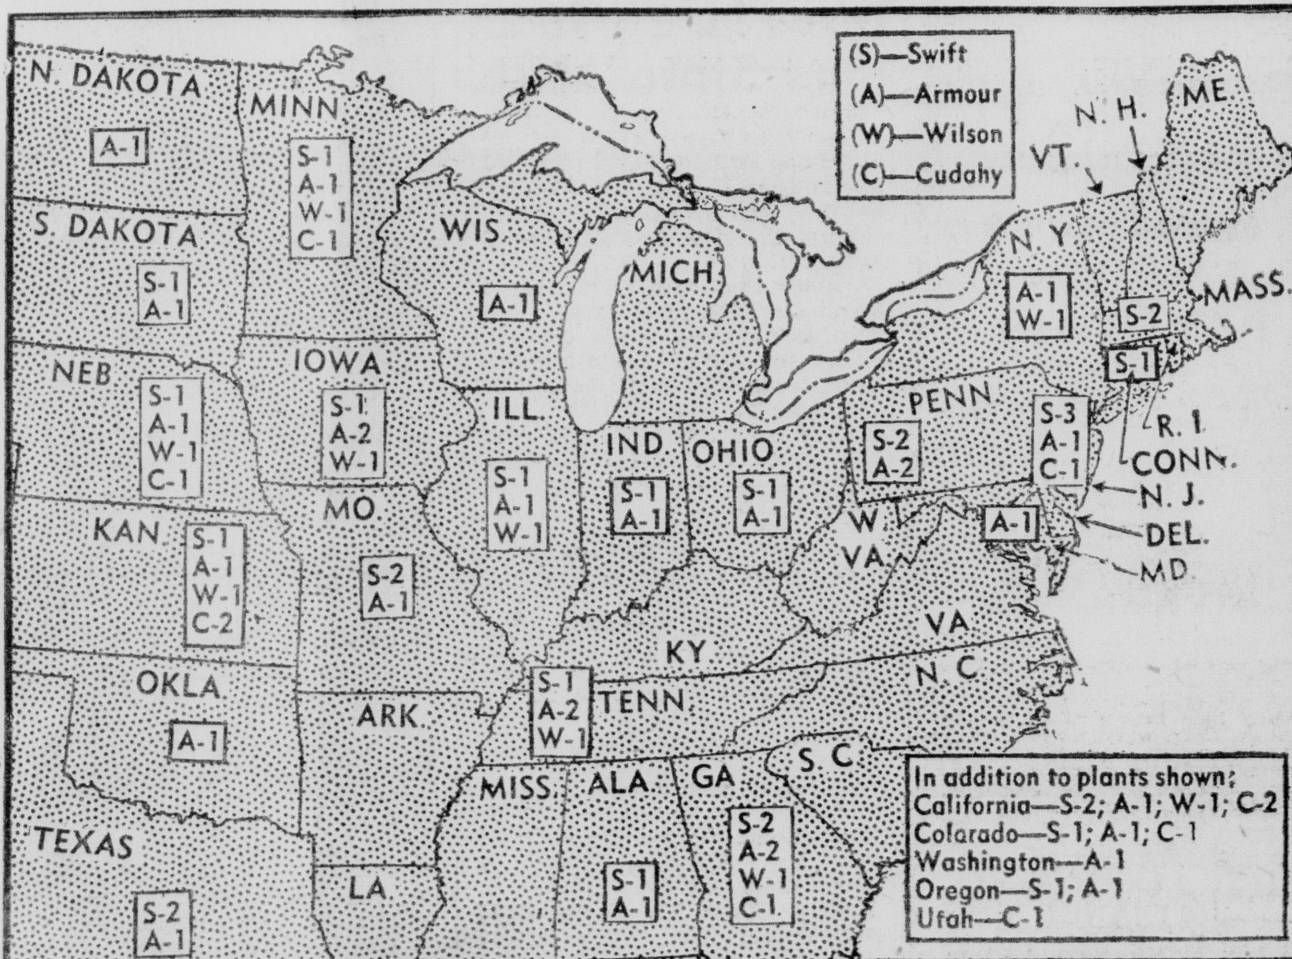 (S)—Swift
(A)—Armour
(W)—Wilson
(C)—Cudahy
N. DAKOTA
A-1
MINN
S-1
A-1
W-1
C-1
S. DAKOTA
S-1
A-1
WIS.
A-1
MICH.
N. H.
ME.
VT.
N. Y
A-1
W-1
MASS.
S-2
S-1
R. I.
CONN.
N. J.
DEL.
MD.
NEB
S-1
A-1
W-1
C-1
IOWA
S-1
A-2
W-1
ILL.
S-1
A-1
W-1
IND
S-1
A-1
OHIO
S-1
A-1
PENN.
S-2
A-2
S-3
A-1
C-1
A-1
KAN.
S-1
A-1
W-1
C-2
MO.
S-2
A-1
W.
VA.
VA
KY.
N. C
OKLA.
A-1
ARK.
S-1
A-2
W-1
TENN.
S C
MISS.
ALA
S-1
A-1
GA
S-2
A-2
W-1
C-1
TEXAS
S-2
A-1
LA.
In addition to plants shown:
California—S-2; A-1; W-1; C-2
Colorado—S-1; A-1; C-1
Washington—A-1
Oregon—S-1; A-1
Utah—C-1